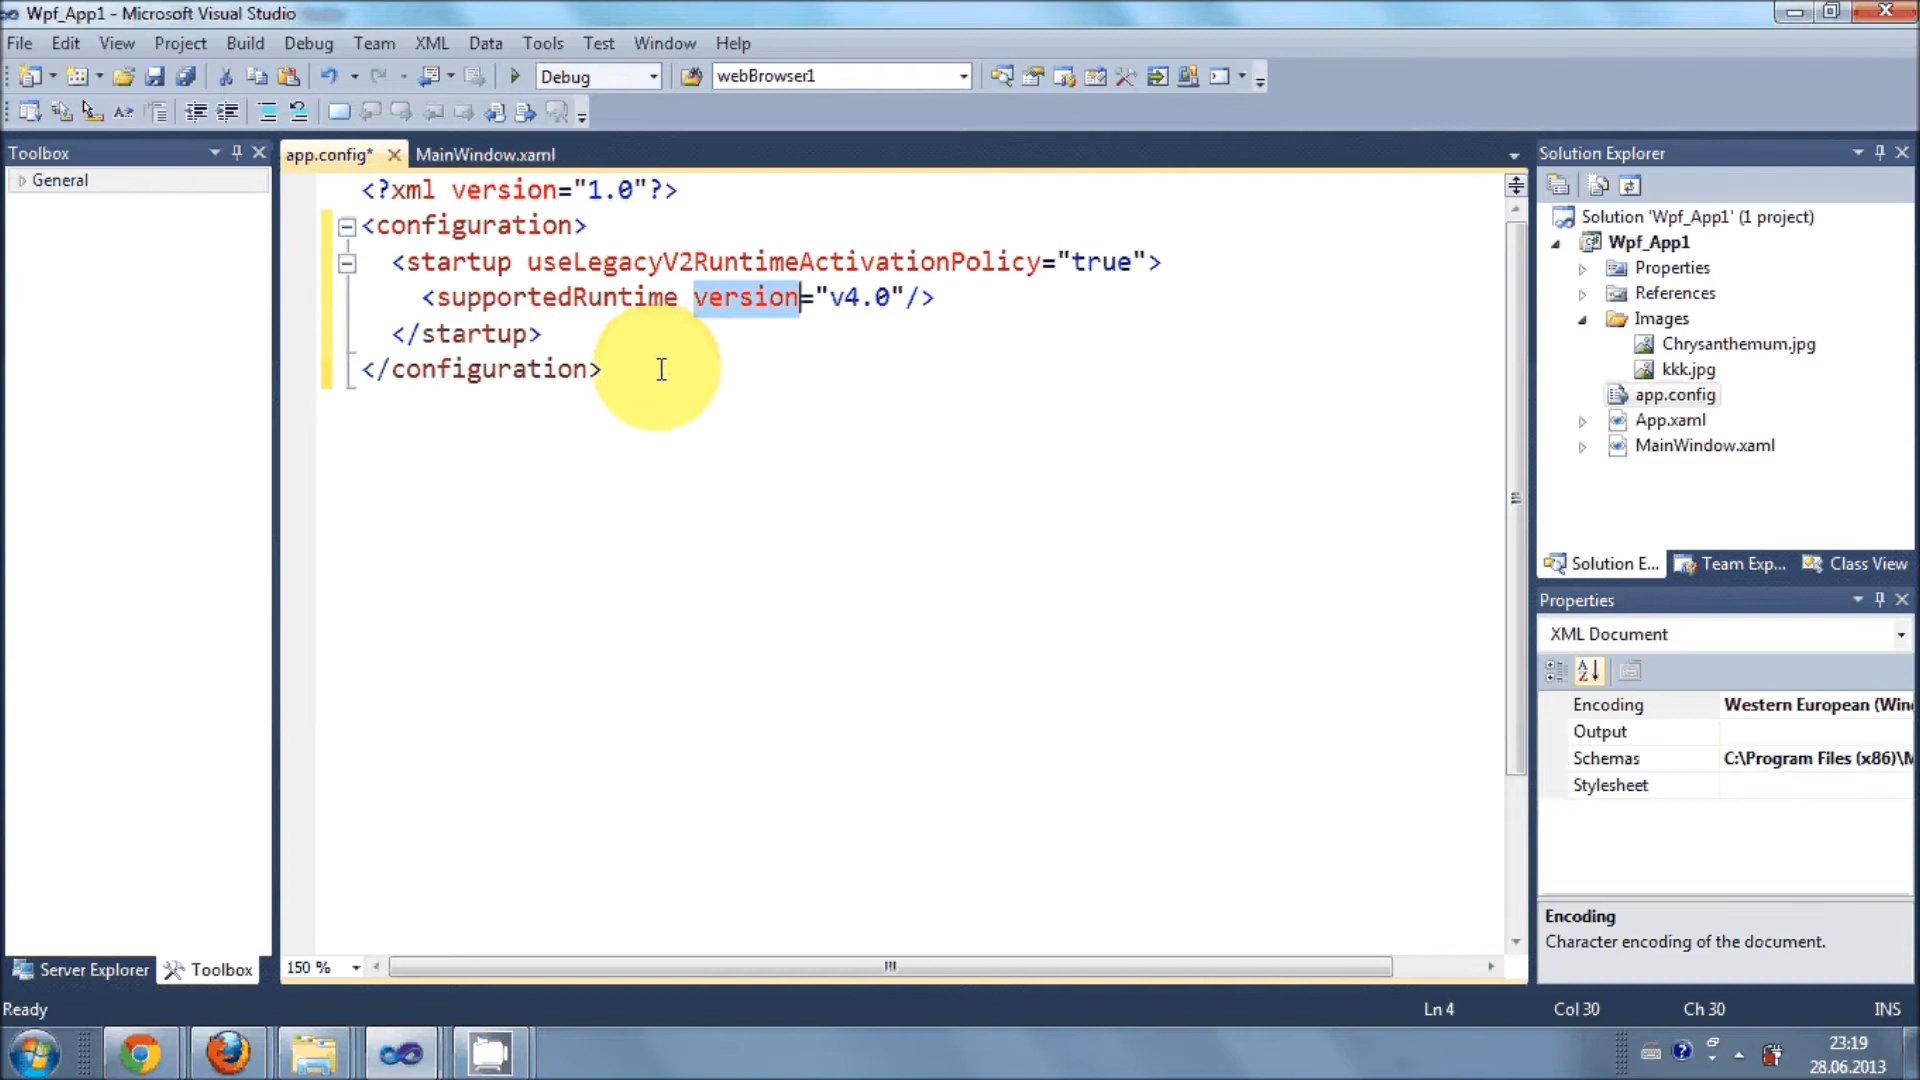 Wpf_App1 - Microsoft Visual Studio
File Edit View Project Build Debug Team XML Data Tools Test Window Help
Debug webBrowser1
Toolbox
General
app.config* MainWindow.xaml
<?xml version="1.0"?>
<configuration>
<startup useLegacyV2RuntimeActivationPolicy="true">
<supportedRuntime version="v4.0"/>
</startup>
</configuration>
Solution Explorer
Solution 'Wpf_App1' (1 project)
Wpf_App1
Properties
References
Images
Chrysanthemum.jpg
kkk.jpg
app.config
App.xaml
MainWindow.xaml
Solution E... Team Exp... Class View
Properties
XML Document
Encoding Western European (Win
Output
Schemas C:\Program Files (x86)\M
Stylesheet
Encoding
Character encoding of the document.
Server Explorer Toolbox
150 %
Ready Ln 4 Col 30 Ch 30 INS
23:19
28.06.2013